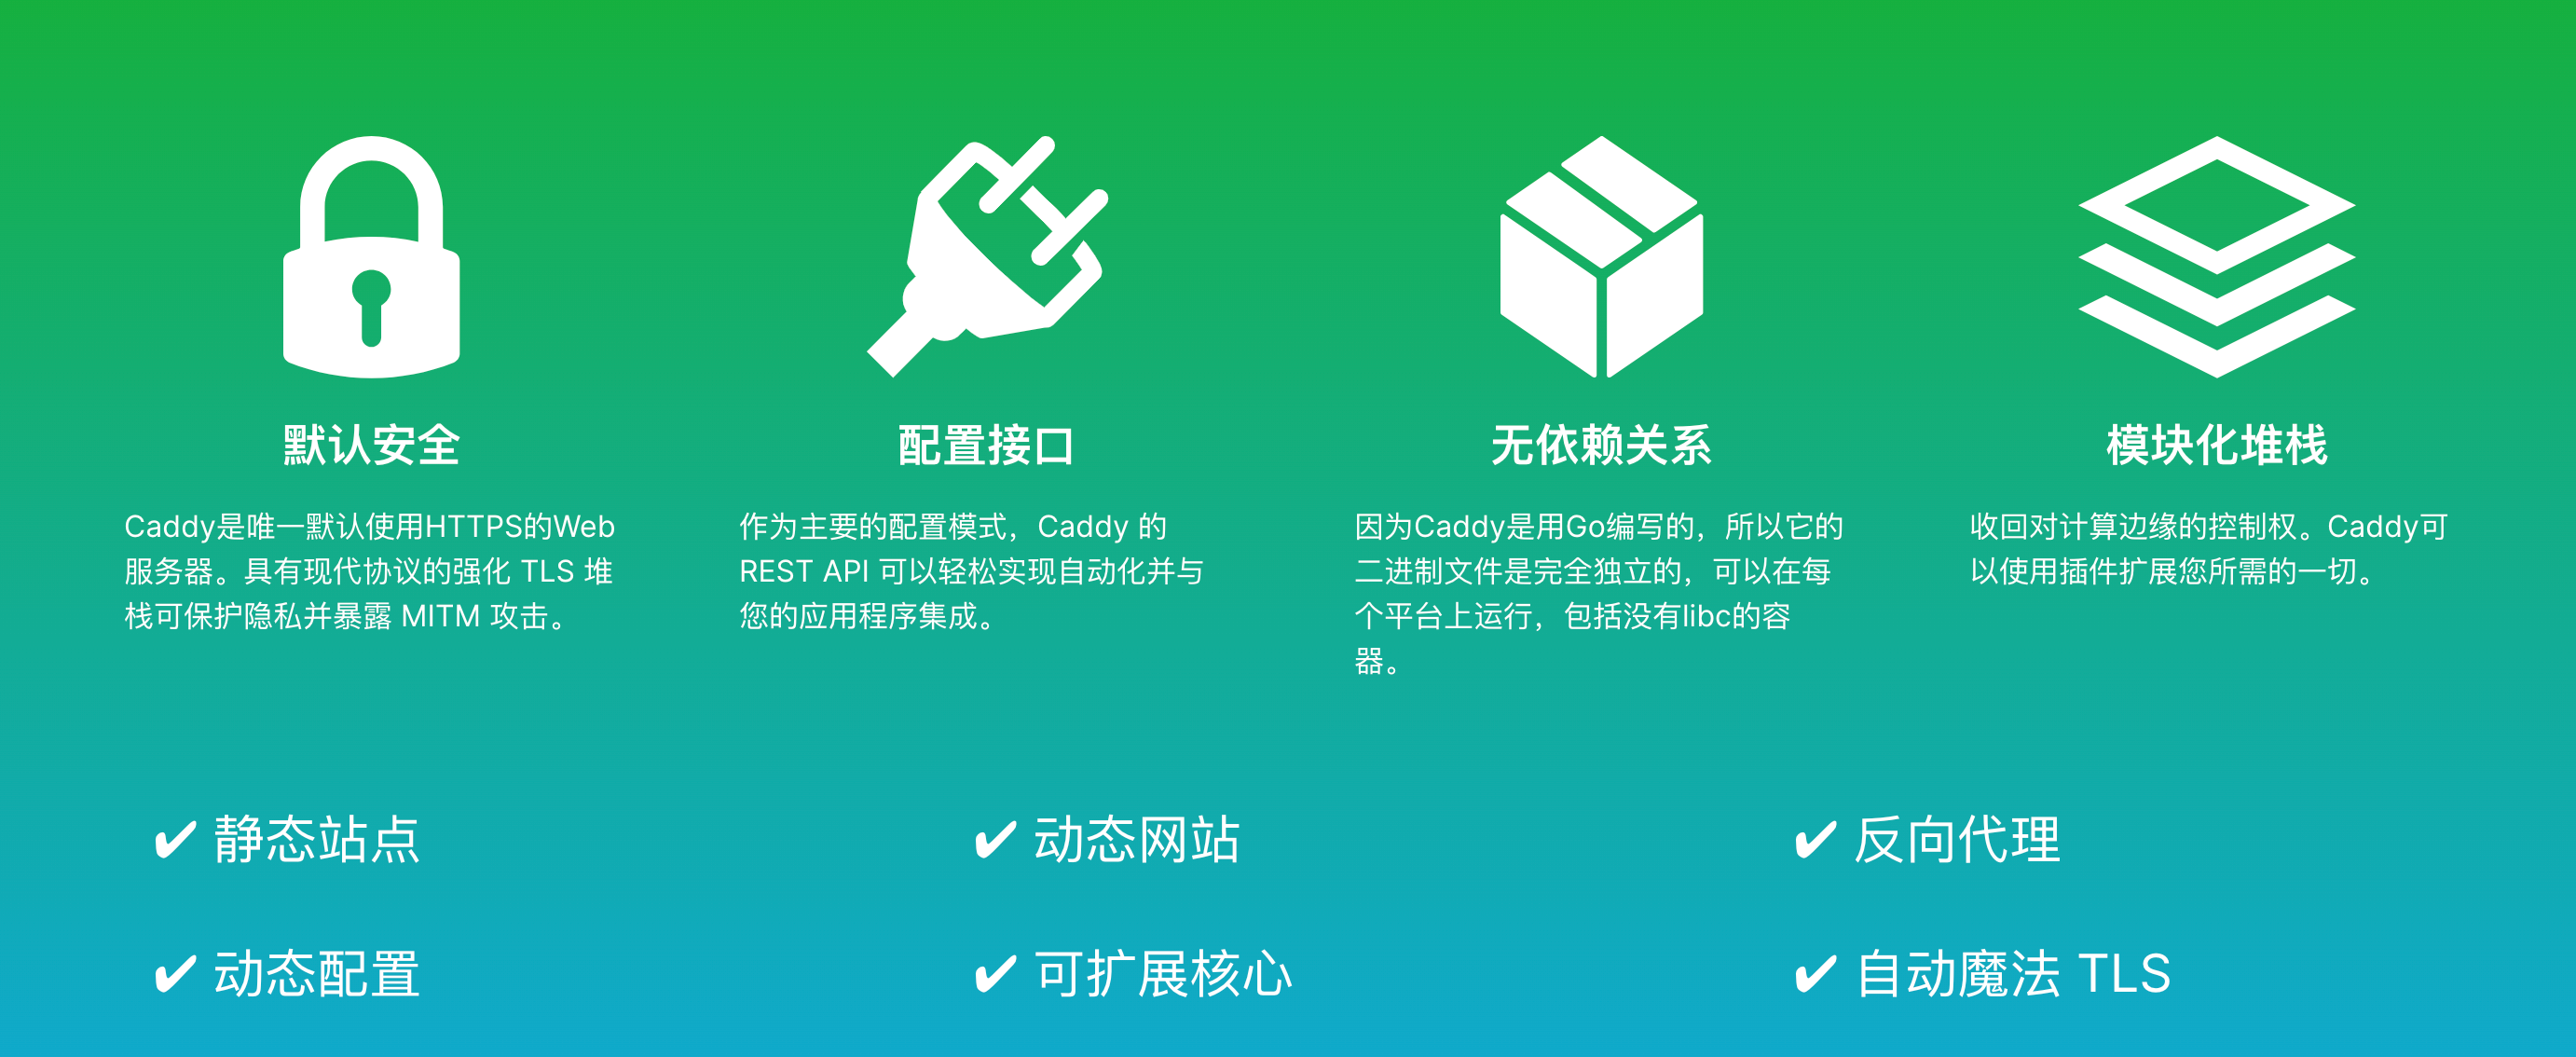 默认安全
Caddy是唯一默认使用HTTPS的Web
服务器。具有现代协议的强化 TLS 堆
栈可保护隐私并暴露 MITM 攻击。
配置接口
作为主要的配置模式，Caddy 的
REST API 可以轻松实现自动化并与
您的应用程序集成。
无依赖关系
因为Caddy是用Go编写的，所以它的
二进制文件是完全独立的，可以在每
个平台上运行，包括没有libc的容
器。
模块化堆栈
收回对计算边缘的控制权。Caddy可
以使用插件扩展您所需的一切。
✔ 静态站点
✔ 动态网站
✔ 反向代理
✔ 动态配置
✔ 可扩展核心
✔ 自动魔法 TLS